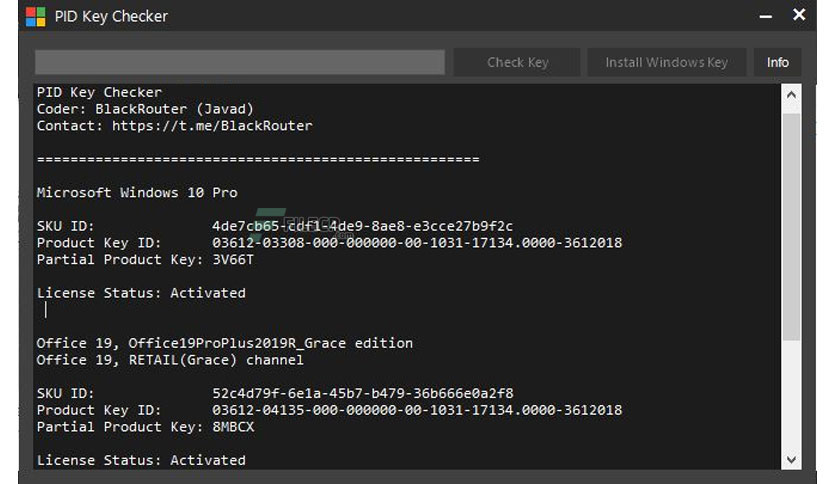 PID Key Checker
Check Key
Install Windows Key
Info
PID Key Checker
Coder: BlackRouter (Javad)
Contact: https://t.me/BlackRouter
=====================================================
Microsoft Windows 10 Pro
SKU ID: 4de7cb65-cdf1-4de9-8ae8-e3cce27b9f2c
Product Key ID: 03612-03308-000-000000-00-1031-17134.0000-3612018
Partial Product Key: 3V66T
License Status: Activated
Office 19, Office19ProPlus2019R_Grace edition
Office 19, RETAIL(Grace) channel
SKU ID: 52c4d79f-6e1a-45b7-b479-36b666e0a2f8
Product Key ID: 03612-04135-000-000000-00-1031-17134.0000-3612018
Partial Product Key: 8MBCX
License Status: Activated